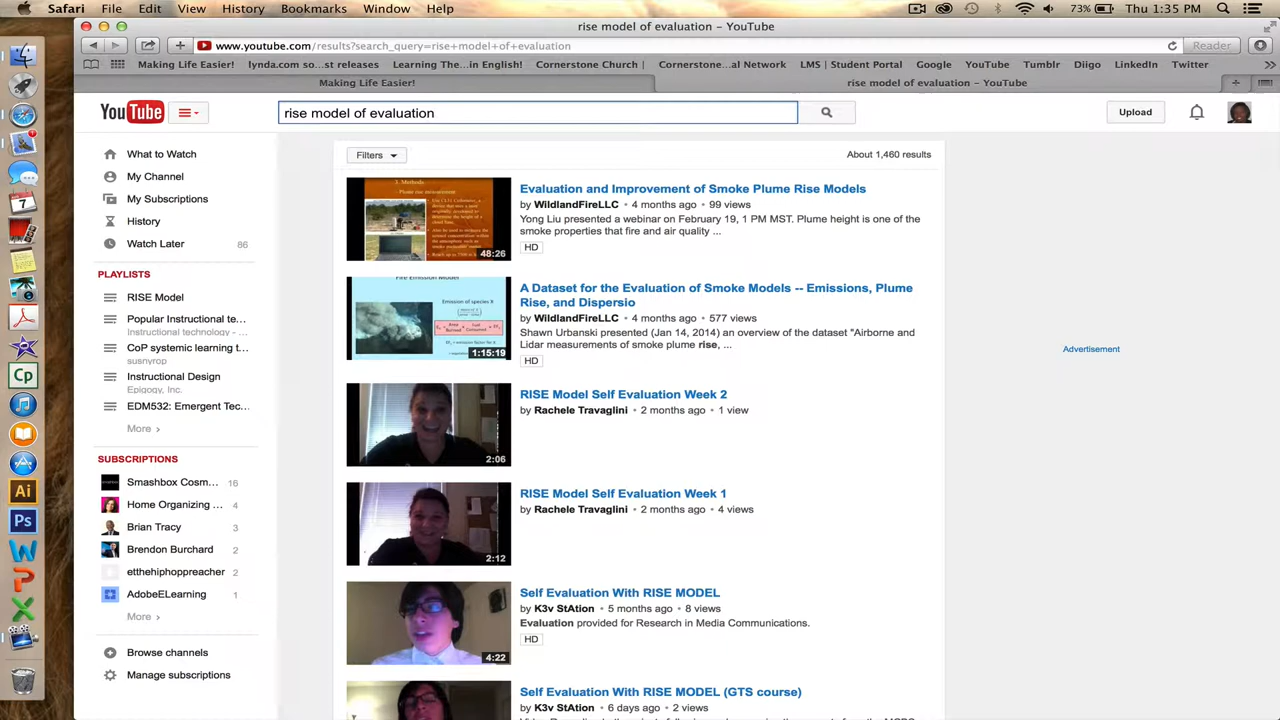 Safari File Edit View History Bookmarks Window Help 73% Thu 1:35 PM
rise model of evaluation – YouTube
www.youtube.com/results?search_query=rise+model+of+evaluation Reader
Making Life Easier! lynda.com so...st releases Learning The...in English! Cornerstone Church | Cornerstone...al Network LMS | Student Portal Google YouTube Tumblr Diigo LinkedIn Twitter
Making Life Easier! rise model of evaluation – YouTube
YouTube rise model of evaluation Upload
What to Watch
My Channel
My Subscriptions
History
Watch Later 86
PLAYLISTS
RISE Model
Popular Instructional te...
Instructional technology - ...
CoP systemic learning t...
susnyrop
Instructional Design
Epigogy, Inc.
EDM532: Emergent Tec...
More ›
SUBSCRIPTIONS
Smashbox Cosm... 16
Home Organizing ... 4
Brian Tracy 3
Brendon Burchard 2
etthehiphoppreacher 2
AdobeELearning 1
More ›
Browse channels
Manage subscriptions
Filters About 1,460 results
3. Methods
48:26
Evaluation and Improvement of Smoke Plume Rise Models
by WildlandFireLLC • 4 months ago • 99 views
Yong Liu presented a webinar on February 19, 1 PM MST. Plume height is one of the
smoke properties that fire and air quality ...
HD
Fire Emission Model
Emission of species X
1:15:19
A Dataset for the Evaluation of Smoke Models -- Emissions, Plume
Rise, and Dispersio
by WildlandFireLLC • 4 months ago • 577 views
Shawn Urbanski presented (Jan 14, 2014) an overview of the dataset "Airborne and
Lidar measurements of smoke plume rise, ...
HD
2:06
RISE Model Self Evaluation Week 2
by Rachele Travaglini • 2 months ago • 1 view
2:12
RISE Model Self Evaluation Week 1
by Rachele Travaglini • 2 months ago • 4 views
4:22
Self Evaluation With RISE MODEL
by K3v StAtion • 5 months ago • 8 views
Evaluation provided for Research in Media Communications.
HD
Self Evaluation With RISE MODEL (GTS course)
by K3v StAtion • 6 days ago • 2 views
Advertisement
7
Cp
Ai
Ps